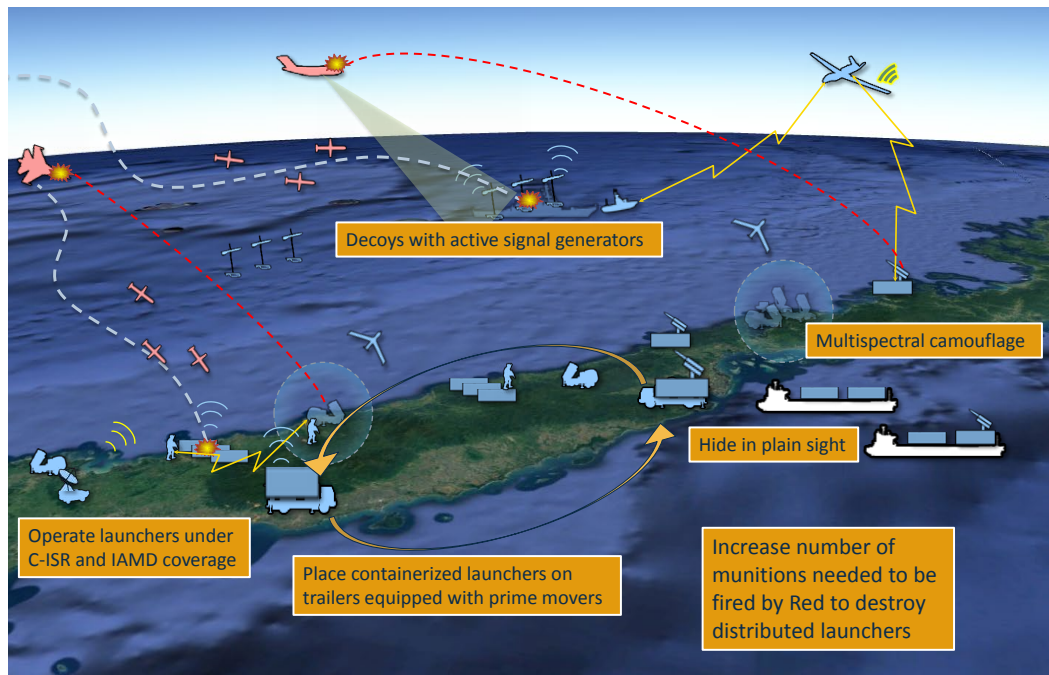 Decoys with active signal generators
Multispectral camouflage
Hide in plain sight
Operate launchers under
C-ISR and IAMD coverage
Place containerized launchers on
trailers equipped with prime movers
Increase number of
munitions needed to be
fired by Red to destroy
distributed launchers